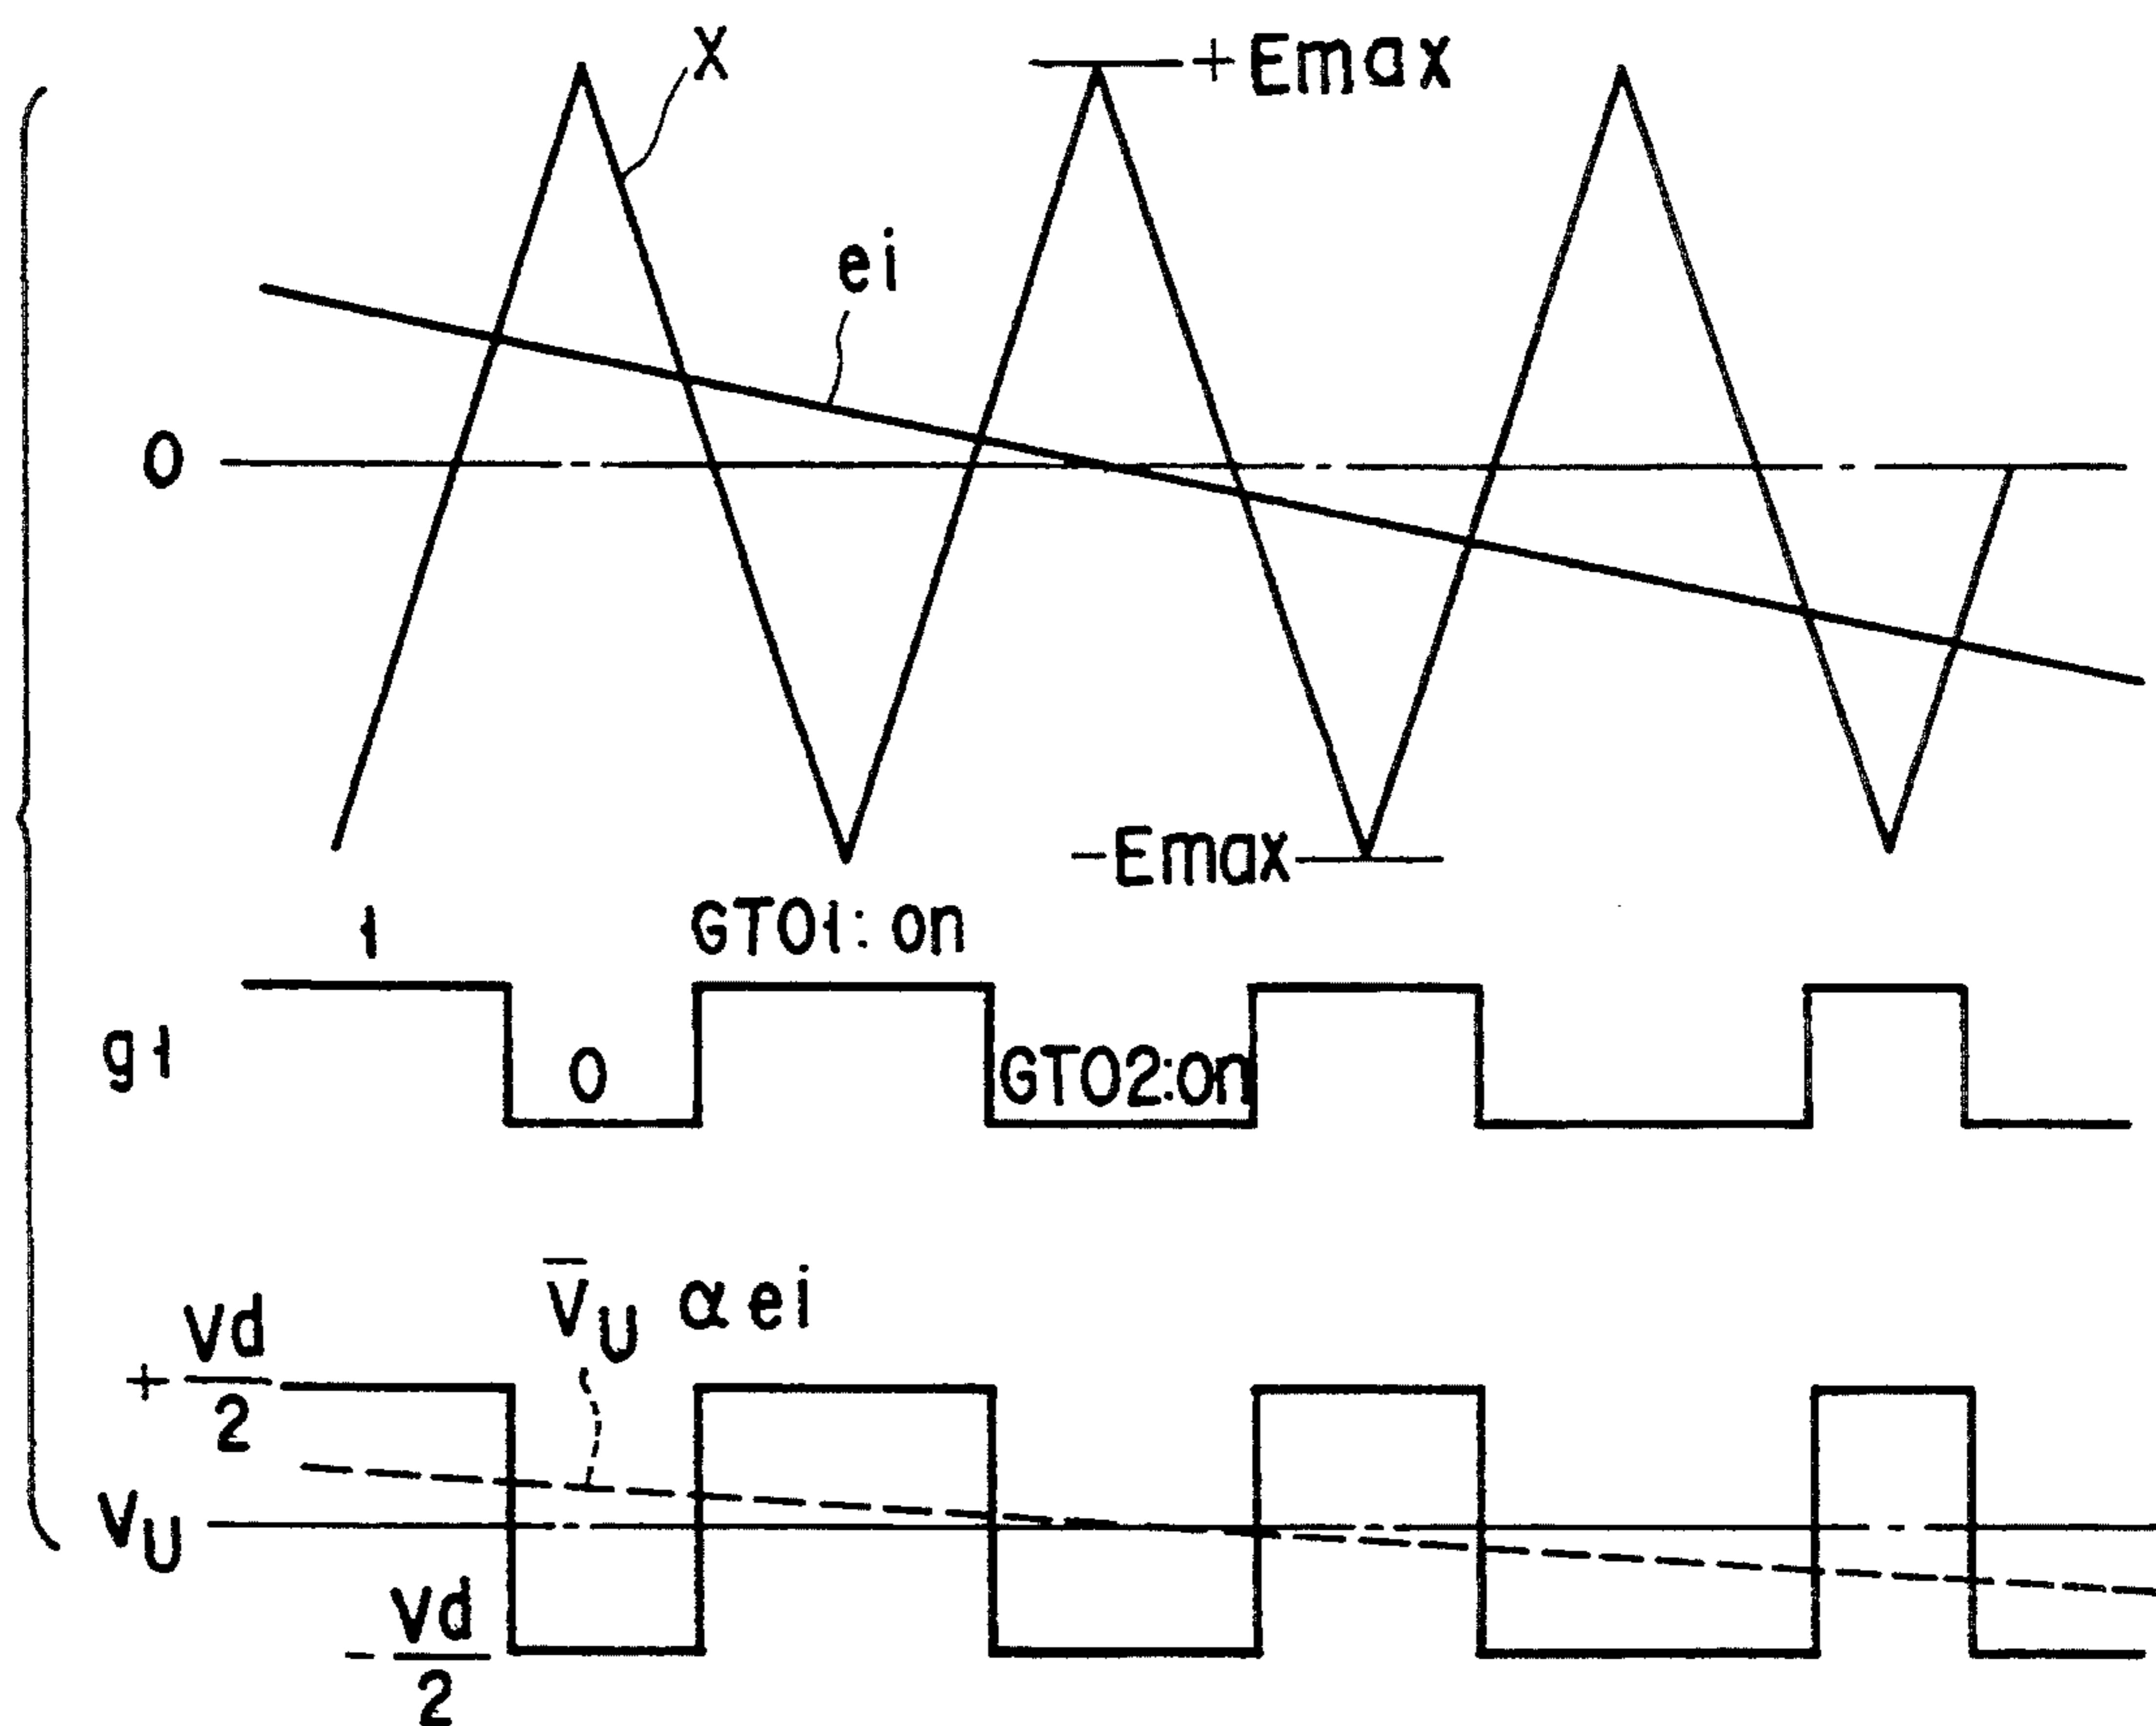 X
+Emax
ei
0
-Emax
1
GTO1: on
g1
0
GTO2:on
V̄U α ei
+ Vd/2
VU
- Vd/2